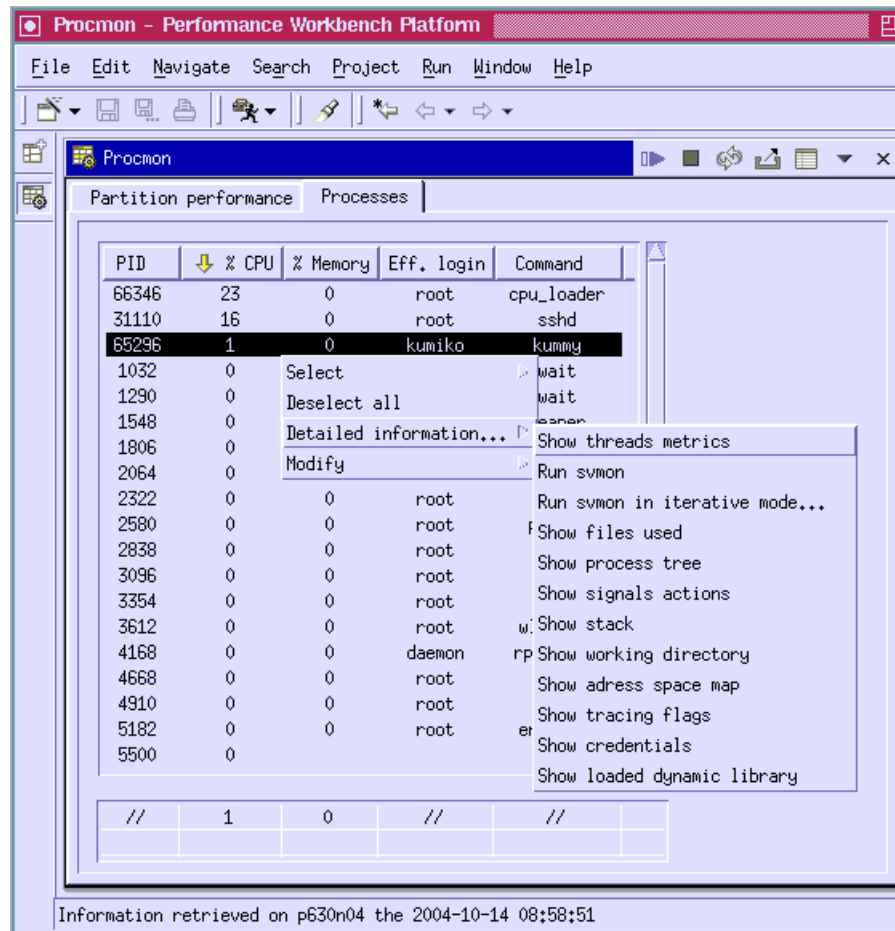 Procmon - Performance Workbench Platform
File Edit Navigate Search Project Run Window Help
Procmon
Partition performance Processes
PID % CPU % Memory Eff. login Command
66346 23 0 root cpu_loader
31110 16 0 root sshd
65296 1 0 kumiko kummy
1032 0 Select wait
1290 0 Deselect all wait
1548 0 Detailed information...
1806 0 Show threads metrics
2064 0 Modify Run svmon
2322 0 0 root Run svmon in iterative mode...
2580 0 0 root Show files used
2838 0 0 root Show process tree
3096 0 0 root Show signals actions
3354 0 0 root
3612 0 0 root Show stack
4168 0 0 daemon Show working directory
4668 0 0 root Show adress space map
4910 0 0 root Show tracing flags
5182 0 0 root Show credentials
5500 0 Show loaded dynamic library
// 1 0 // //
Information retrieved on p630n04 the 2004-10-14 08:58:51